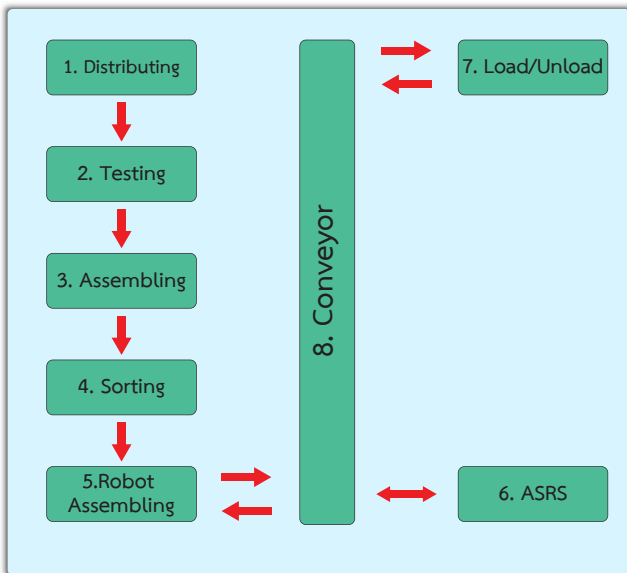 1. Distributing
2. Testing
3. Assembling
4. Sorting
5.Robot
Assembling
8. Conveyor
7. Load/Unload
6. ASRS